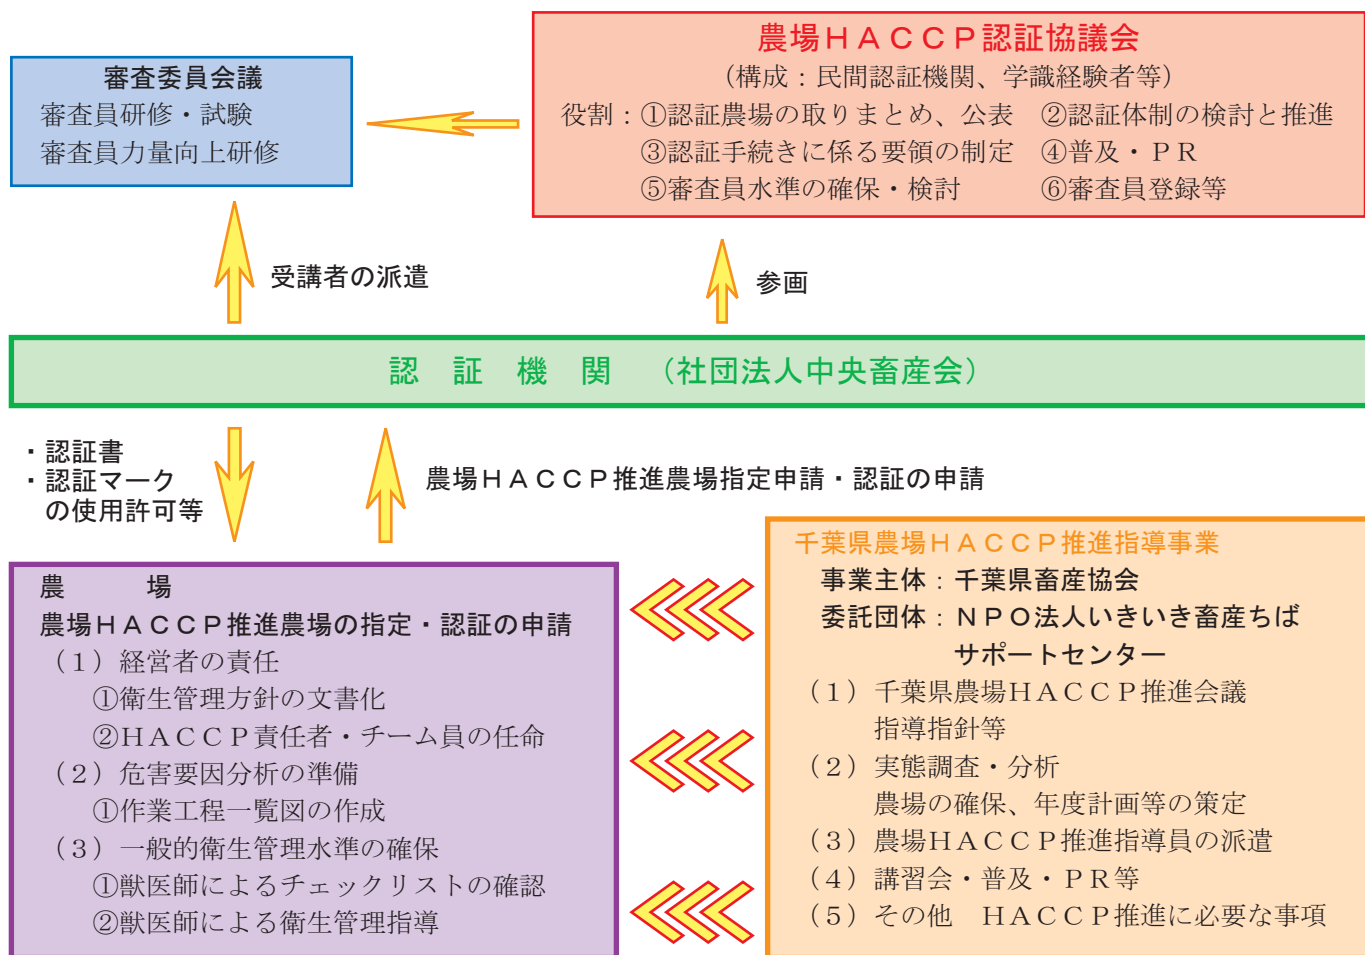 審査委員会議
審査員研修・試験
審査員力量向上研修
農場ＨＡＣＣＰ認証協議会
（構成：民間認証機関、学識経験者等）
役割：①認証農場の取りまとめ、公表　②認証体制の検討と推進
③認証手続きに係る要領の制定　④普及・ＰＲ
⑤審査員水準の確保・検討　⑥審査員登録等
受講者の派遣
参画
認　証　機　関　（社団法人中央畜産会）
・認証書
・認証マーク
の使用許可等
農場ＨＡＣＣＰ推進農場指定申請・認証の申請
農　　　場
農場ＨＡＣＣＰ推進農場の指定・認証の申請
（１）経営者の責任
①衛生管理方針の文書化
②ＨＡＣＣＰ責任者・チーム員の任命
（２）危害要因分析の準備
①作業工程一覧図の作成
（３）一般的衛生管理水準の確保
①獣医師によるチェックリストの確認
②獣医師による衛生管理指導
千葉県農場ＨＡＣＣＰ推進指導事業
事業主体：千葉県畜産協会
委託団体：ＮＰＯ法人いきいき畜産ちば
サポートセンター
（１）千葉県農場ＨＡＣＣＰ推進会議
指導指針等
（２）実態調査・分析
農場の確保、年度計画等の策定
（３）農場ＨＡＣＣＰ推進指導員の派遣
（４）講習会・普及・ＰＲ等
（５）その他　ＨＡＣＣＰ推進に必要な事項